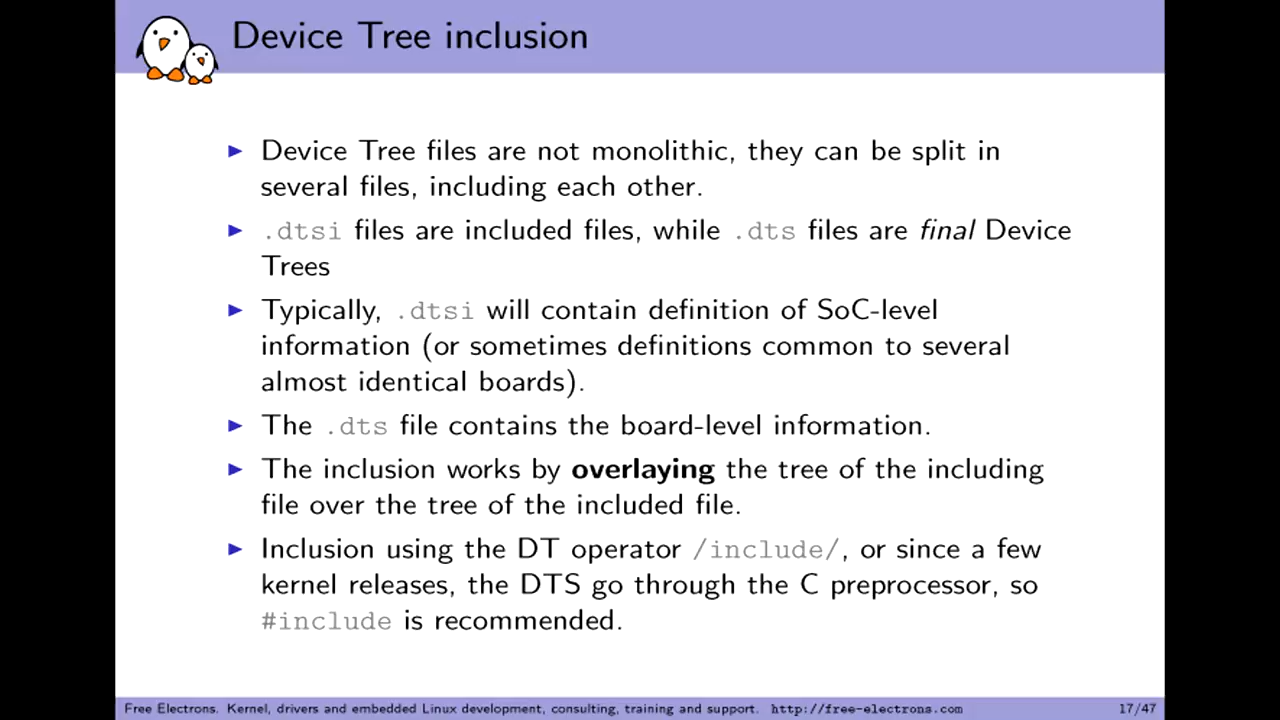 Device Tree inclusion
▶ Device Tree files are not monolithic, they can be split in
several files, including each other.
▶ .dtsi files are included files, while .dts files are final Device
Trees
▶ Typically, .dtsi will contain definition of SoC-level
information (or sometimes definitions common to several
almost identical boards).
▶ The .dts file contains the board-level information.
▶ The inclusion works by overlaying the tree of the including
file over the tree of the included file.
▶ Inclusion using the DT operator /include/, or since a few
kernel releases, the DTS go through the C preprocessor, so
#include is recommended.
Free Electrons. Kernel, drivers and embedded Linux development, consulting, training and support. http://free-electrons.com 17/47